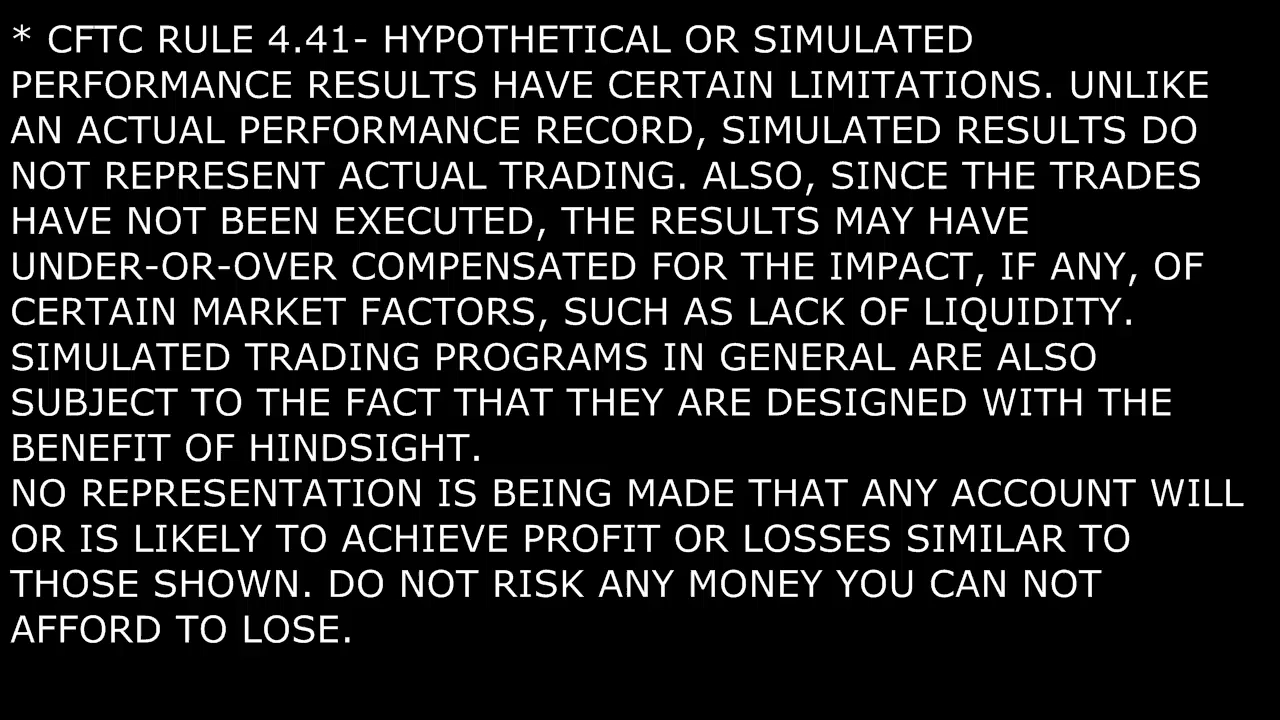 * CFTC RULE 4.41- HYPOTHETICAL OR SIMULATED
PERFORMANCE RESULTS HAVE CERTAIN LIMITATIONS. UNLIKE
AN ACTUAL PERFORMANCE RECORD, SIMULATED RESULTS DO
NOT REPRESENT ACTUAL TRADING. ALSO, SINCE THE TRADES
HAVE NOT BEEN EXECUTED, THE RESULTS MAY HAVE
UNDER-OR-OVER COMPENSATED FOR THE IMPACT, IF ANY, OF
CERTAIN MARKET FACTORS, SUCH AS LACK OF LIQUIDITY.
SIMULATED TRADING PROGRAMS IN GENERAL ARE ALSO
SUBJECT TO THE FACT THAT THEY ARE DESIGNED WITH THE
BENEFIT OF HINDSIGHT.
NO REPRESENTATION IS BEING MADE THAT ANY ACCOUNT WILL
OR IS LIKELY TO ACHIEVE PROFIT OR LOSSES SIMILAR TO
THOSE SHOWN. DO NOT RISK ANY MONEY YOU CAN NOT
AFFORD TO LOSE.